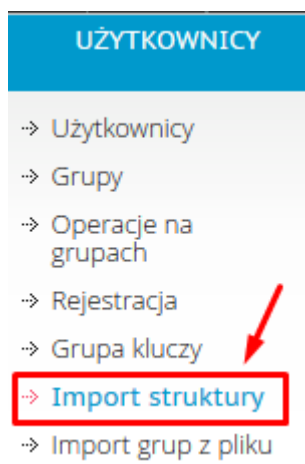 UŻYTKOWNICY
Użytkownicy
Grupy
Operacje na
grupach
Rejestracja
Grupa kluczy
Import struktury
Import grup z pliku